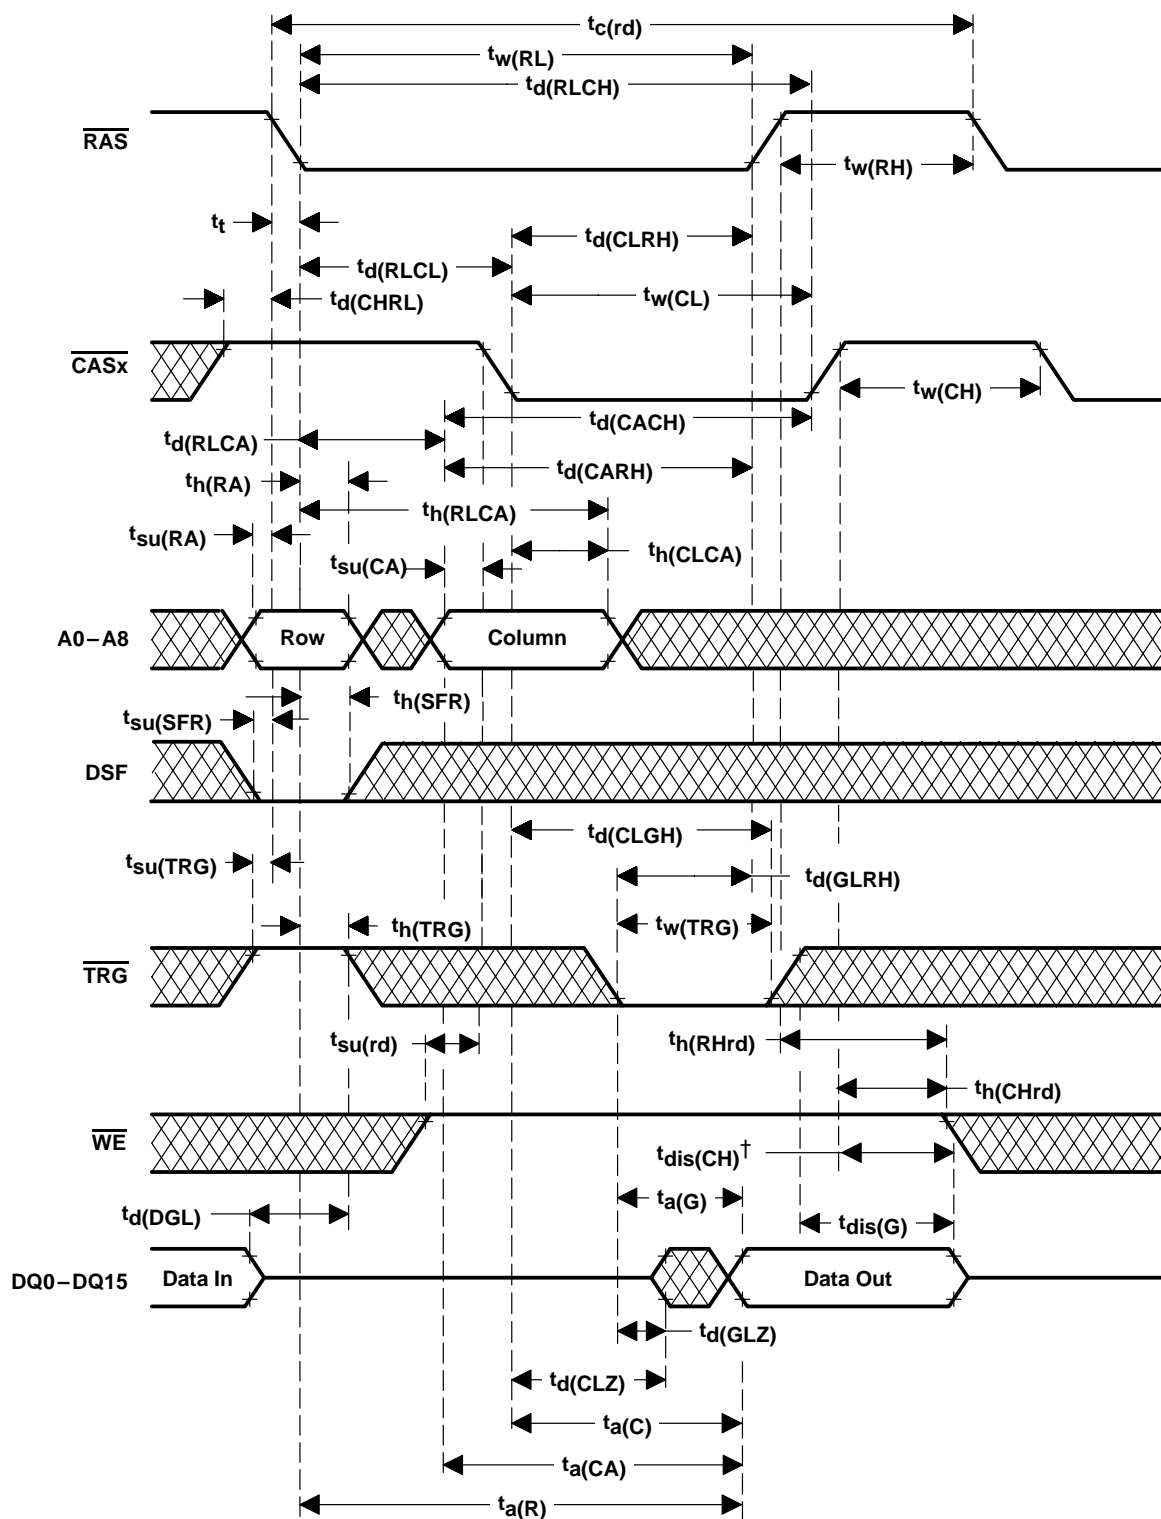 tc(rd)
tw(RL)
td(RLCH)
RAS
tw(RH)
tt
td(CLRH)
td(RLCL)
td(CHRL)
tw(CL)
CASx
tw(CH)
td(CACH)
td(RLCA)
td(CARH)
th(RA)
th(RLCA)
tsu(RA)
th(CLCA)
tsu(CA)
A0–A8
Row
Column
th(SFR)
tsu(SFR)
DSF
td(CLGH)
tsu(TRG)
td(GLRH)
th(TRG)
tw(TRG)
TRG
tsu(rd)
th(RHrd)
th(CHrd)
WE
tdis(CH)†
ta(G)
td(DGL)
tdis(G)
DQ0–DQ15
Data In
Data Out
td(GLZ)
td(CLZ)
ta(C)
ta(CA)
ta(R)